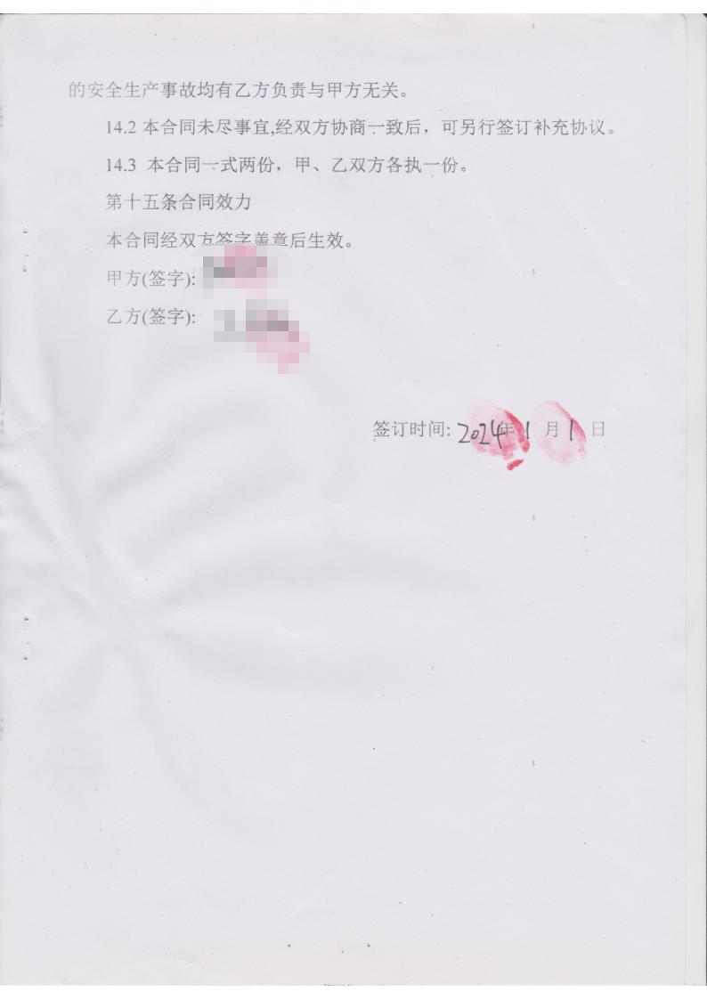 的安全生产事故均有乙方负责与甲方无关。
14.2 本合同未尽事宜,经双方协商一致后，可另行签订补充协议。
14.3 本合同一式两份，甲、乙双方各执一份。
第十五条合同效力
本合同经双方签字盖章后生效。
甲方(签字):
乙方(签字):
签订时间: 2024年1月1日